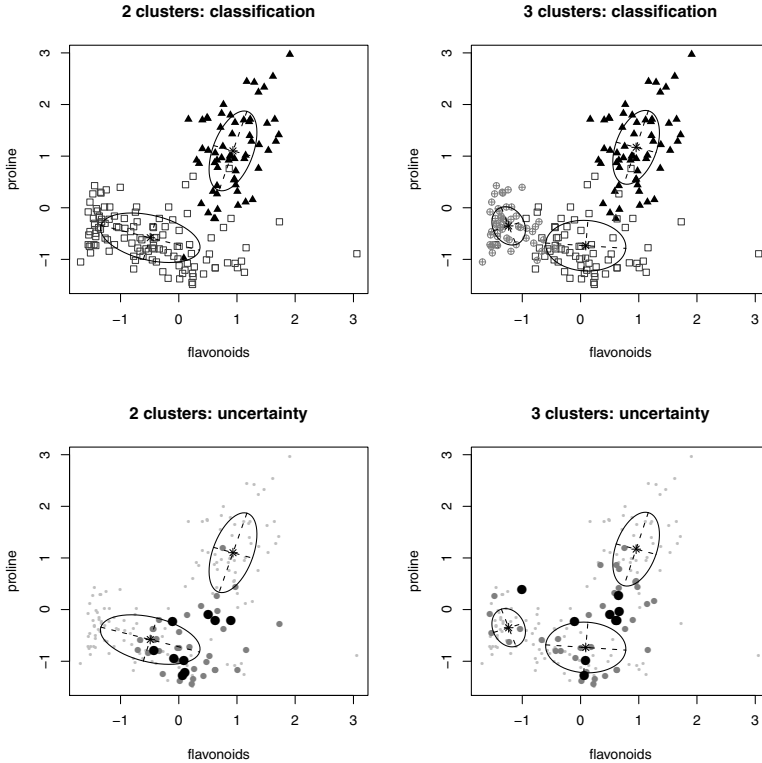 2 clusters: classification
3
2
1
0
−1
proline
−1 0 1 2 3
flavonoids
3 clusters: classification
3
2
1
0
−1
proline
−1 0 1 2 3
flavonoids
2 clusters: uncertainty
3
2
1
0
−1
proline
−1 0 1 2 3
flavonoids
3 clusters: uncertainty
3
2
1
0
−1
proline
−1 0 1 2 3
flavonoids